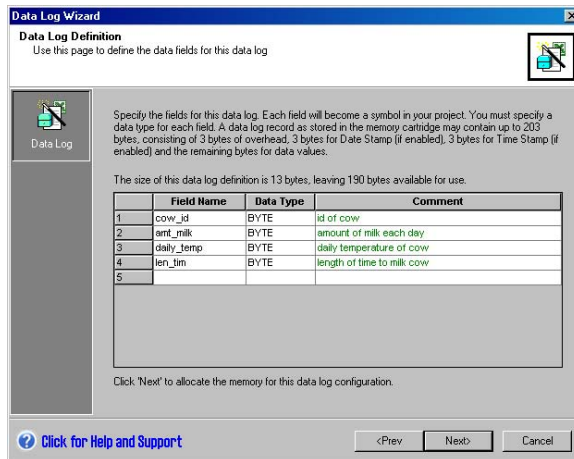 Data Log Wizard
Data Log Definition
Use this page to define the data fields for this data log
Data Log
Specify the fields for this data log. Each field will become a symbol in your project. You must specify a
data type for each field. A data log record as stored in the memory cartridge may contain up to 203
bytes, consisting of 3 bytes of overhead, 3 bytes for Date Stamp (if enabled), 3 bytes for Time Stamp (if
enabled) and the remaining bytes for data values.
The size of this data log definition is 13 bytes, leaving 190 bytes available for use.
Field Name Data Type Comment
1 cow_id BYTE id of cow
2 amt_milk BYTE amount of milk each day
3 daily_temp BYTE daily temperature of cow
4 len_tim BYTE length of time to milk cow
5
Click 'Next' to allocate the memory for this data log configuration.
Click for Help and Support
<Prev Next> Cancel